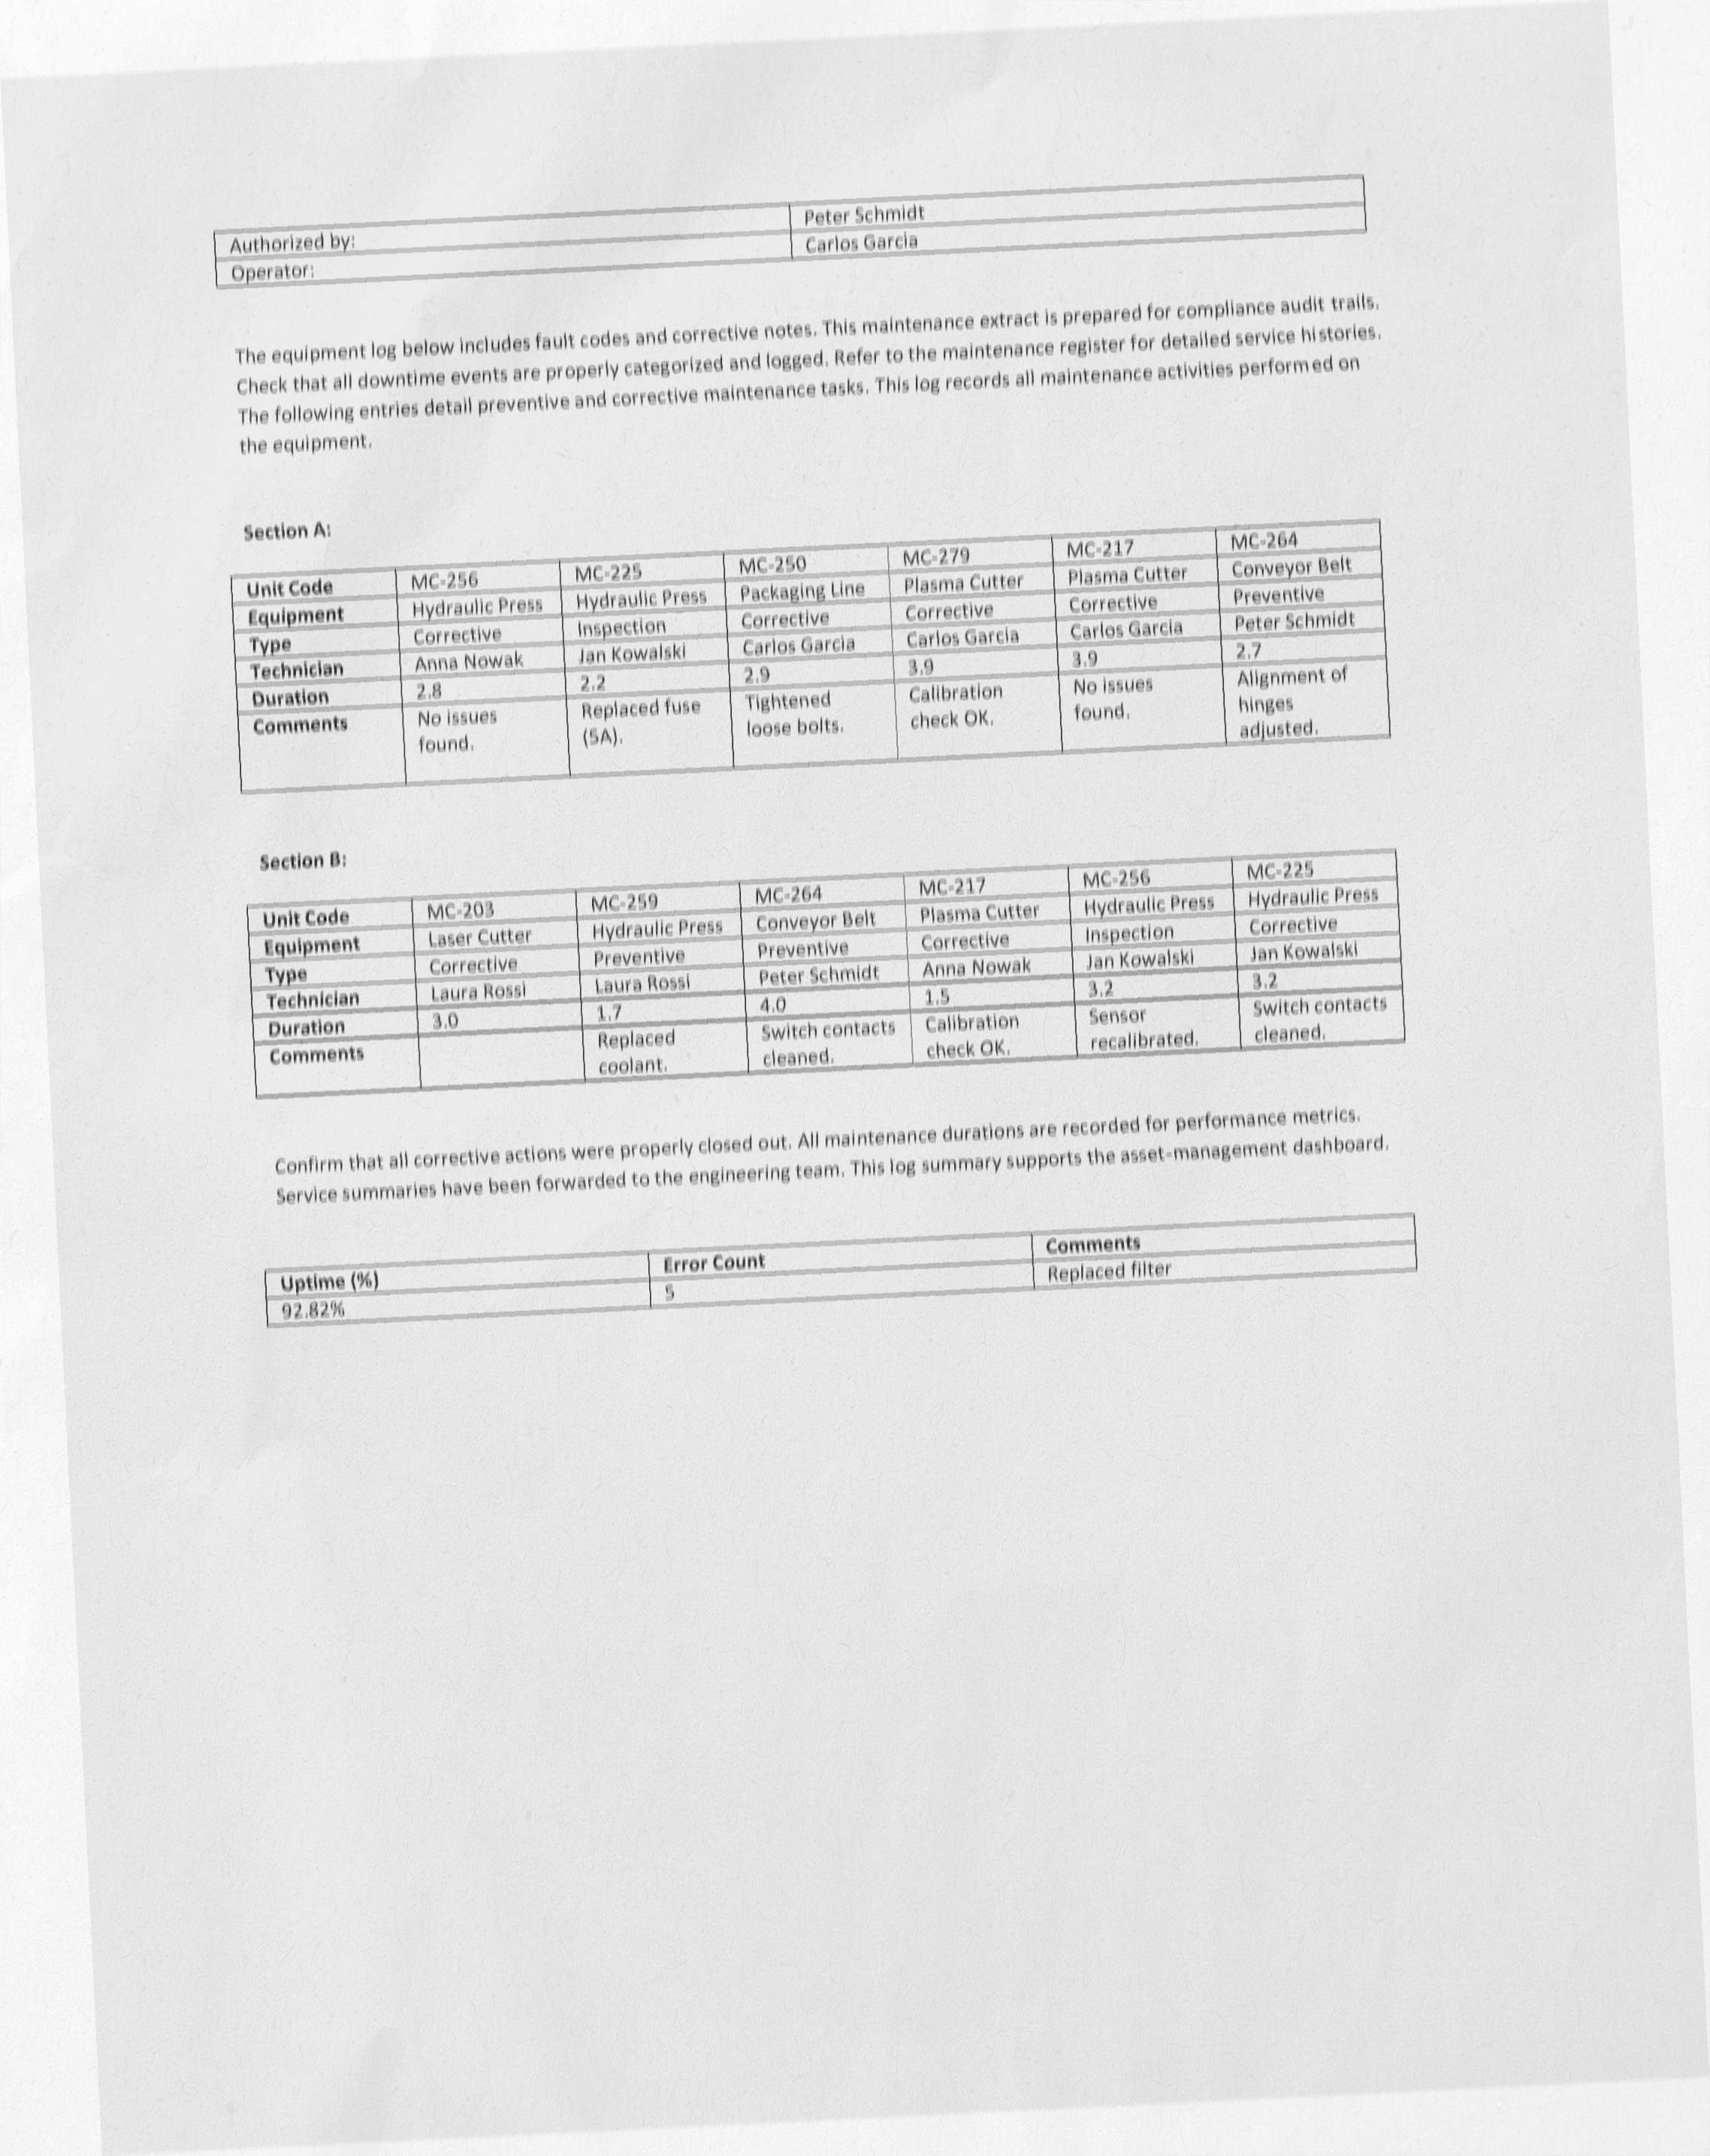 Authorized by: Peter Schmidt
Operator: Carlos Garcia
The equipment log below includes fault codes and corrective notes. This maintenance extract is prepared for compliance audit trails.
Check that all downtime events are properly categorized and logged. Refer to the maintenance register for detailed service histories.
The following entries detail preventive and corrective maintenance tasks. This log records all maintenance activities performed on
the equipment.
Section A:
Unit Code MC-256 MC-225 MC-250 MC-279 MC-217 MC-264
Equipment Hydraulic Press Hydraulic Press Packaging Line Plasma Cutter Plasma Cutter Conveyor Belt
Type Corrective Inspection Corrective Corrective Corrective Preventive
Technician Anna Nowak Jan Kowalski Carlos Garcia Carlos Garcia Carlos Garcia Peter Schmidt
Duration 2.8 2.2 2.9 3.9 3.9 2.7
Comments No issues Replaced fuse Tightened Calibration No issues Alignment of
found. (5A). loose bolts. check OK. found. hinges
adjusted.
Section B:
Unit Code MC-203 MC-259 MC-264 MC-217 MC-256 MC-225
Equipment Laser Cutter Hydraulic Press Conveyor Belt Plasma Cutter Hydraulic Press Hydraulic Press
Type Corrective Preventive Preventive Corrective Inspection Corrective
Technician Laura Rossi Laura Rossi Peter Schmidt Anna Nowak Jan Kowalski Jan Kowalski
Duration 3.0 1.7 4.0 1.5 3.2 3.2
Comments Replaced Switch contacts Calibration Sensor Switch contacts
coolant. cleaned. check OK. recalibrated. cleaned.
Confirm that all corrective actions were properly closed out. All maintenance durations are recorded for performance metrics.
Service summaries have been forwarded to the engineering team. This log summary supports the asset-management dashboard.
Uptime (%) Error Count Comments
92.82% 5 Replaced filter